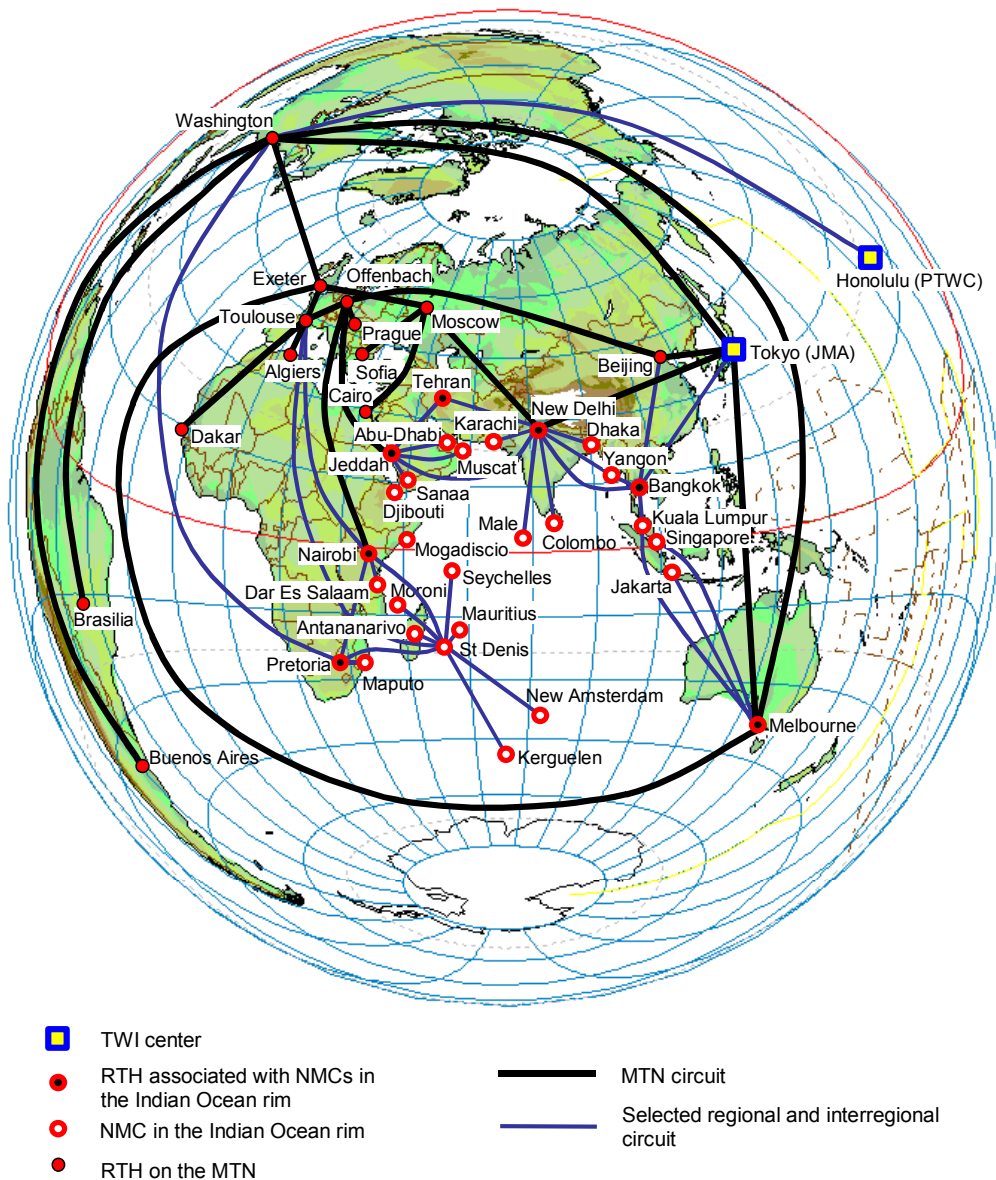 Washington
Honolulu (PTWC)
Exeter
Offenbach
Toulouse
Prague
Moscow
Algiers
Sofia
Beijing
Tokyo (JMA)
Tehran
Cairo
New Delhi
Dakar
Karachi
Dhaka
Abu-Dhabi
Yangon
Jeddah
Muscat
Bangkok
Sanaa
Djibouti
Male
Colombo
Kuala Lumpur
Singapore
Nairobi
Mogadiscio
Seychelles
Jakarta
Dar Es Salaam
Moroni
Brasilia
Mauritius
Antananarivo
St Denis
Pretoria
Maputo
New Amsterdam
Melbourne
Buenos Aires
Kerguelen
TWI center
RTH associated with NMCs in
the Indian Ocean rim
NMC in the Indian Ocean rim
RTH on the MTN
MTN circuit
Selected regional and interregional
circuit